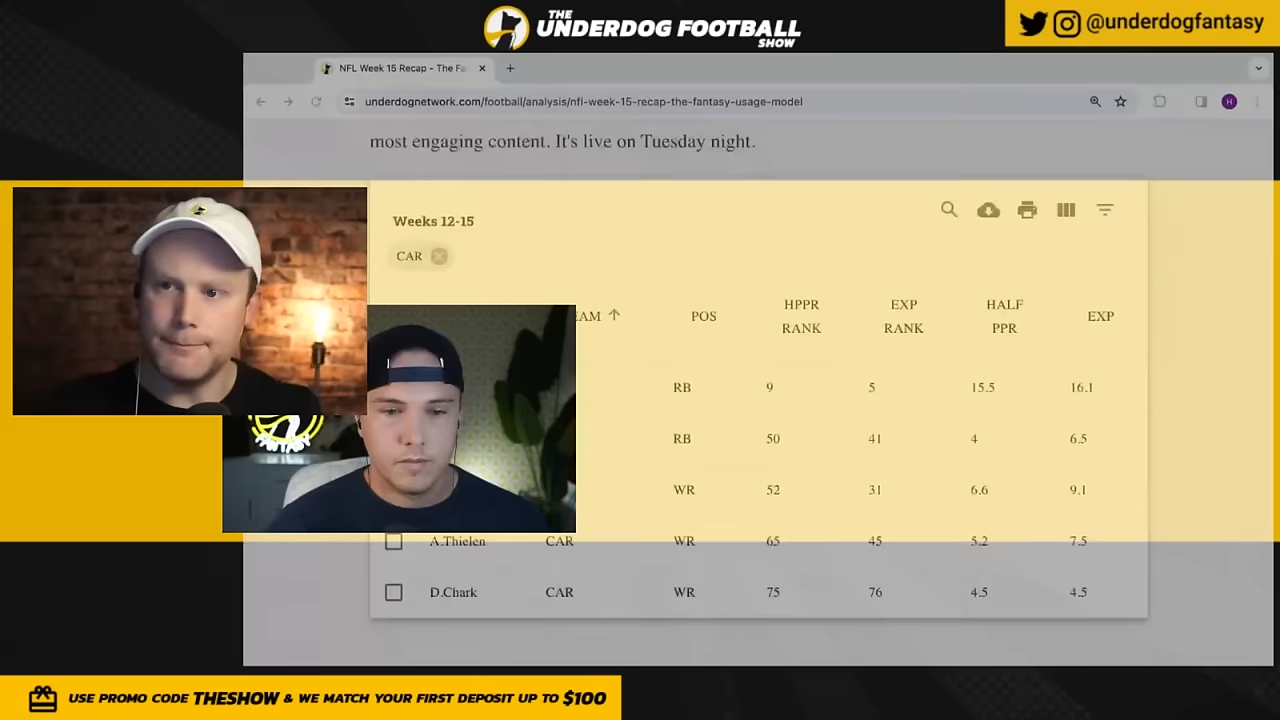 THE
UNDERDOG FOOTBALL
SHOW
@underdogfantasy
NFL Week 15 Recap - The Fa
underdognetwork.com/football/analysis/nfl-week-15-recap-the-fantasy-usage-model
H
most engaging content. It's live on Tuesday night.
Weeks 12-15
CAR
EAM POS HPPR RANK EXP RANK HALF PPR EXP
RB 9 5 15.5 16.1
RB 50 41 4 6.5
WR 52 31 6.6 9.1
A.Thielen CAR WR 65 45 5.2 7.5
D.Chark CAR WR 75 76 4.5 4.5
USE PROMO CODE THESHOW & WE MATCH YOUR FIRST DEPOSIT UP TO $100